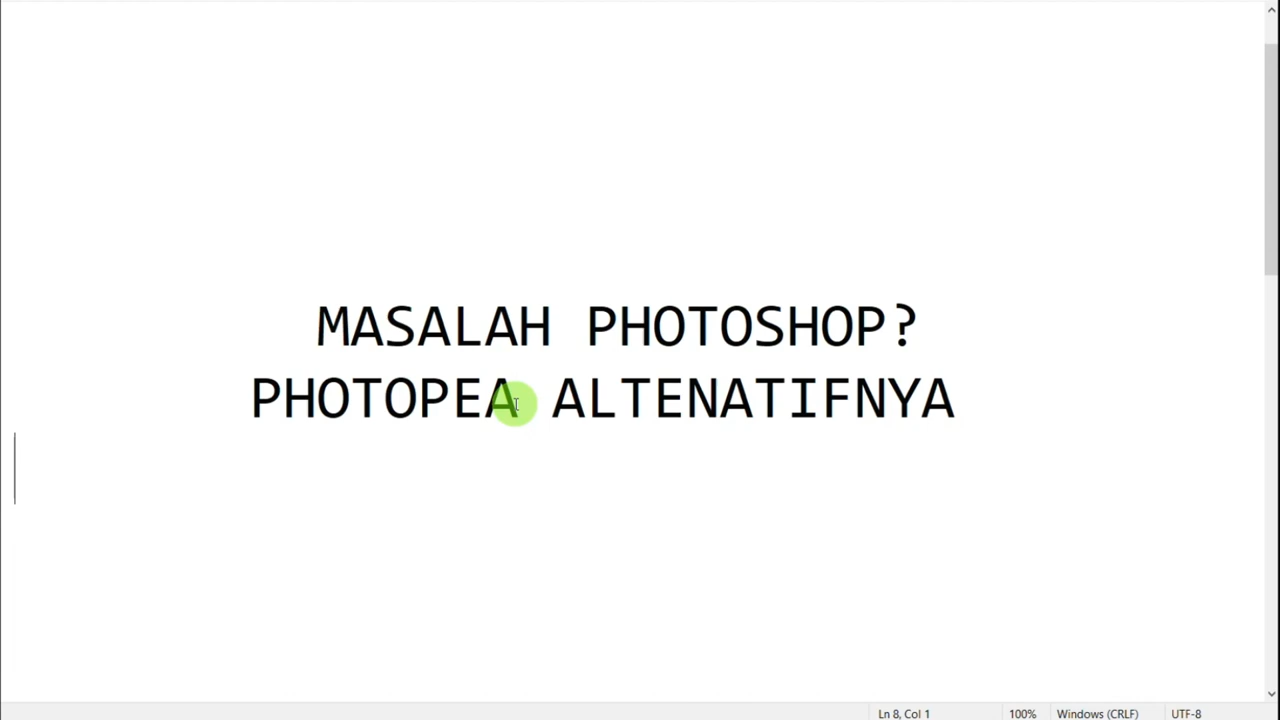 MASALAH PHOTOSHOP?
PHOTOPEA ALTENATIFNYA
Ln 8, Col 1 100% Windows (CRLF) UTF-8